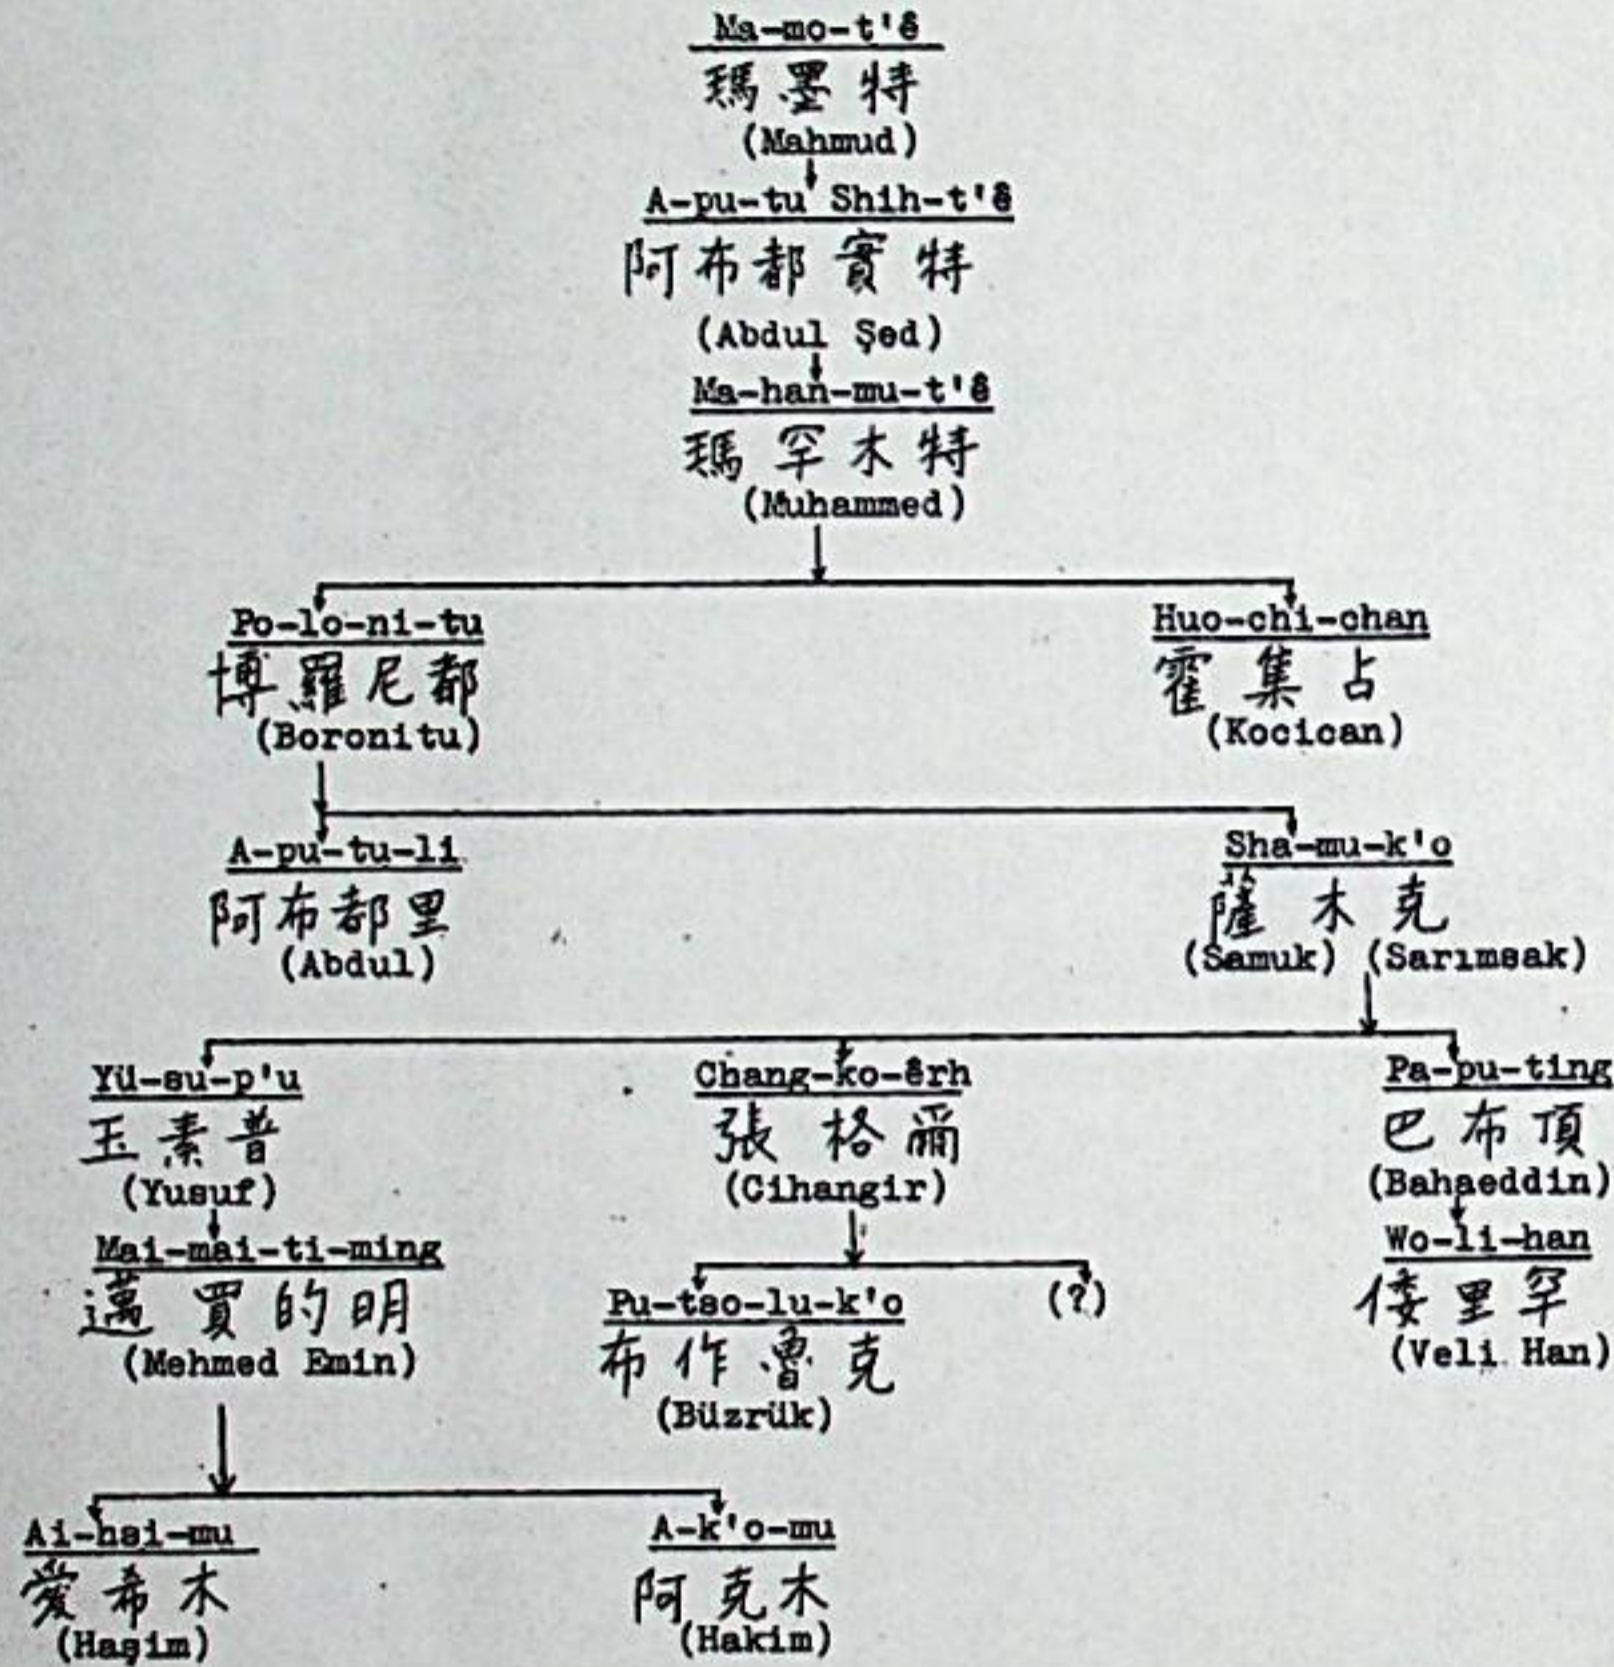 Ma-mo-t'ê
瑪墨特
(Mahmud)
A-pu-tu Shih-t'ê
阿布都實特
(Abdul Şed)
Ma-han-mu-t'ê
瑪罕木特
(Muhammed)
Po-lo-ni-tu Huo-chi-chan
博羅尼都 霍集占
(Boronitu) (Kocican)
A-pu-tu-li Sha-mu-k'o
阿布都里 薩木克
(Abdul) (Samuk) (Sarımsak)
Yü-su-p'u Chang-ko-êrh Pa-pu-ting
玉素普 張格爾 巴布頂
(Yusuf) (Cihangir) (Bahaeddin)
Mai-mai-ti-ming Wo-li-han
邁買的明 倭里罕
(Mehmed Emin) (Veli Han)
Pu-tso-lu-k'o (?)
布作魯克
(Büzrük)
Ai-hsi-mu A-k'o-mu
愛希木 阿克木
(Haşim) (Hakim)